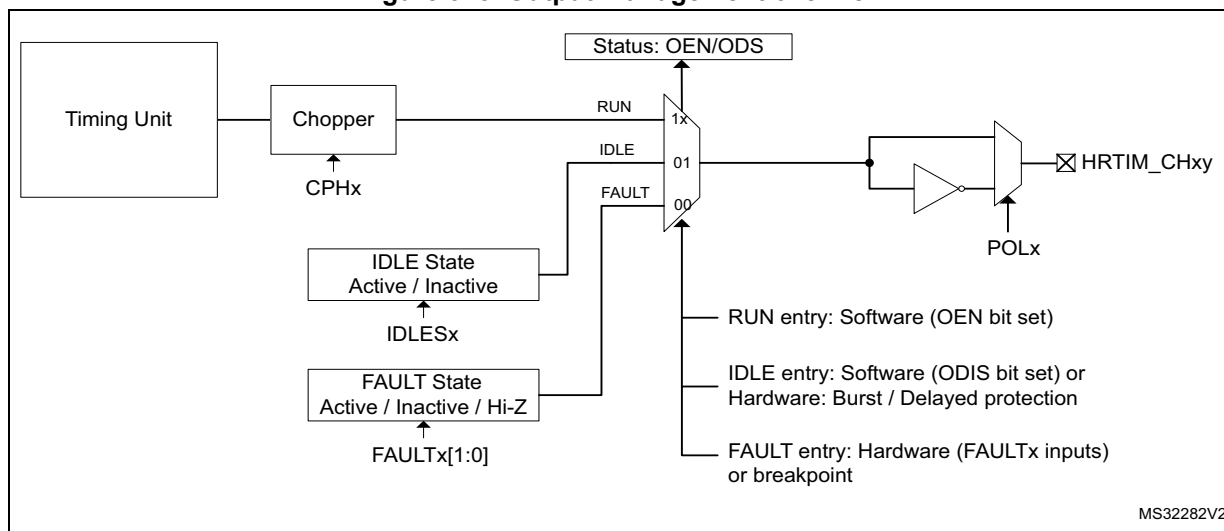 Status: OEN/ODS
Timing Unit
Chopper
CPHx
RUN
IDLE
FAULT
1x
01
00
HRTIM_CHxy
POLx
IDLE State
Active / Inactive
IDLESx
FAULT State
Active / Inactive / Hi-Z
FAULTx[1:0]
RUN entry: Software (OEN bit set)
IDLE entry: Software (ODIS bit set) or
Hardware: Burst / Delayed protection
FAULT entry: Hardware (FAULTx inputs)
or breakpoint
MS32282V2